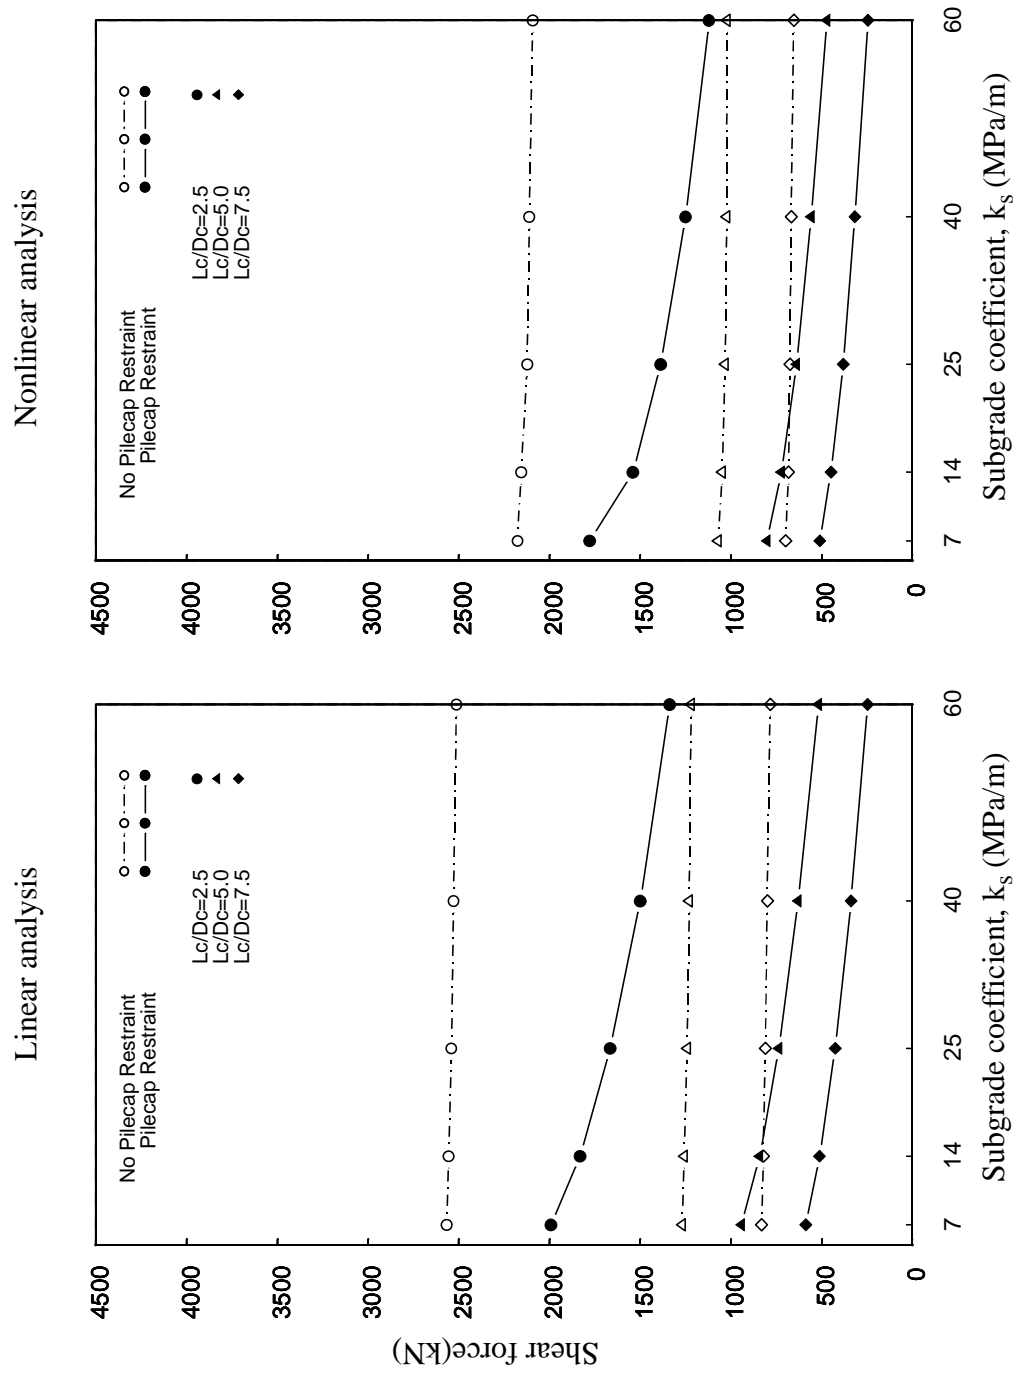 Linear analysis
No Pilecap Restraint
Pilecap Restraint
Lc/Dc=2.5
Lc/Dc=5.0
Lc/Dc=7.5
Shear force(kN)
4500
4000
3500
3000
2500
2000
1500
1000
500
0
7 14 25 40 60
Subgrade coefficient, ks (MPa/m)
Nonlinear analysis
No Pilecap Restraint
Pilecap Restraint
Lc/Dc=2.5
Lc/Dc=5.0
Lc/Dc=7.5
4500
4000
3500
3000
2500
2000
1500
1000
500
0
7 14 25 40 60
Subgrade coefficient, ks (MPa/m)